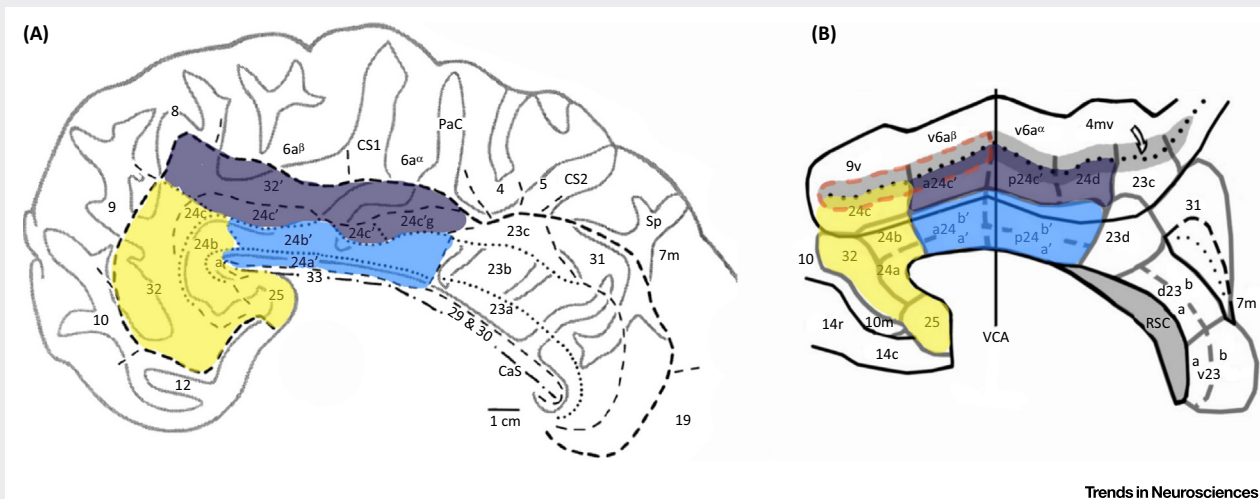 (A)
8
PaC
6aᵝ
CS1
6aᵅ
4
5
CS2
32′
9
24c
24c′
24c′
24c′g
23c
Sp
24b
24b′
31
7m
a
24a′
23b
32
33
25
23a
10
29 & 30
CaS
12
1 cm
19
(B)
v6aᵝ
v6aᵅ
4mv
9v
a24c′
p24c′
24d
23c
24c
31
b′
a24
a′
b′
p24
a′
24b
23d
32
10
24a
d23
b
a
7m
10m
25
RSC
14r
VCA
14c
a
b
v23
Trends in Neurosciences